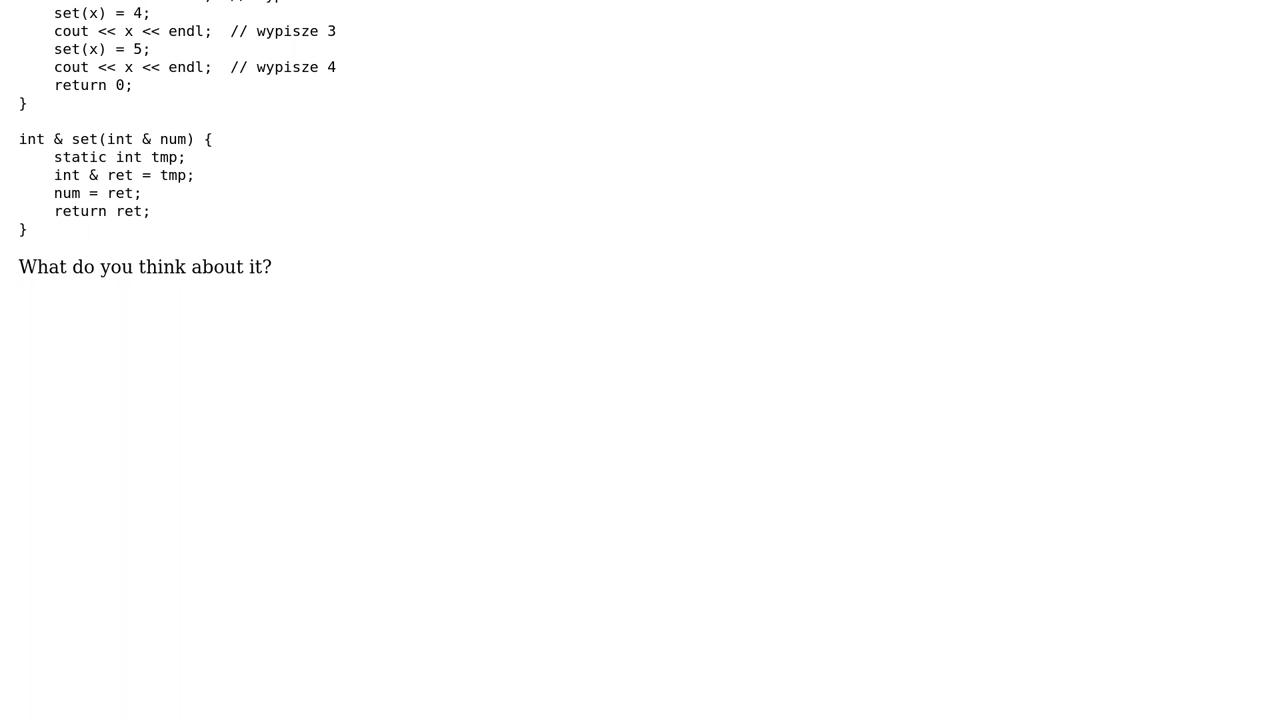 set(x) = 4;
    cout << x << endl;  // wypisze 3
    set(x) = 5;
    cout << x << endl;  // wypisze 4
    return 0;
}

int & set(int & num) {
    static int tmp;
    int & ret = tmp;
    num = ret;
    return ret;
}

What do you think about it?